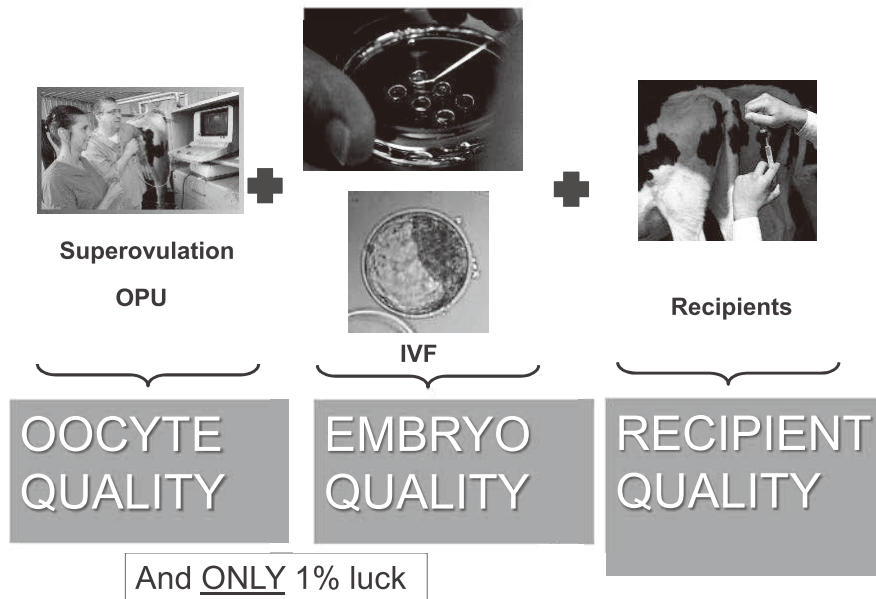 Superovulation
OPU
IVF
Recipients
OOCYTE
QUALITY
EMBRYO
QUALITY
RECIPIENT
QUALITY
And ONLY 1% luck